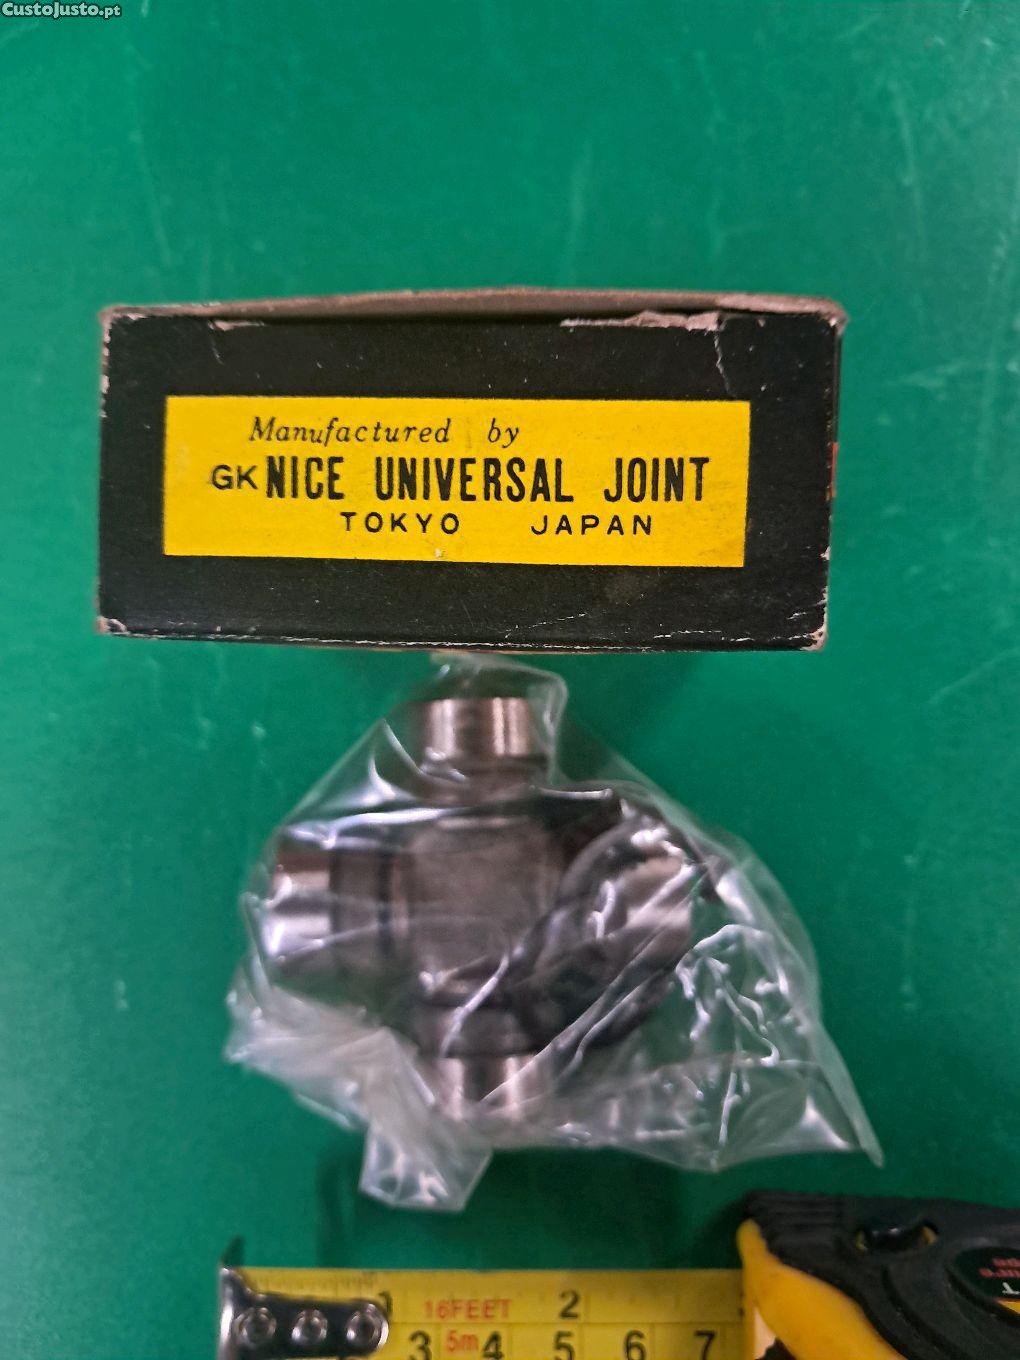 CustoJusto.pt
Manufactured by
GK NICE UNIVERSAL JOINT
TOKYO JAPAN
1 16FEET 2
3 5m 4 5 6 7